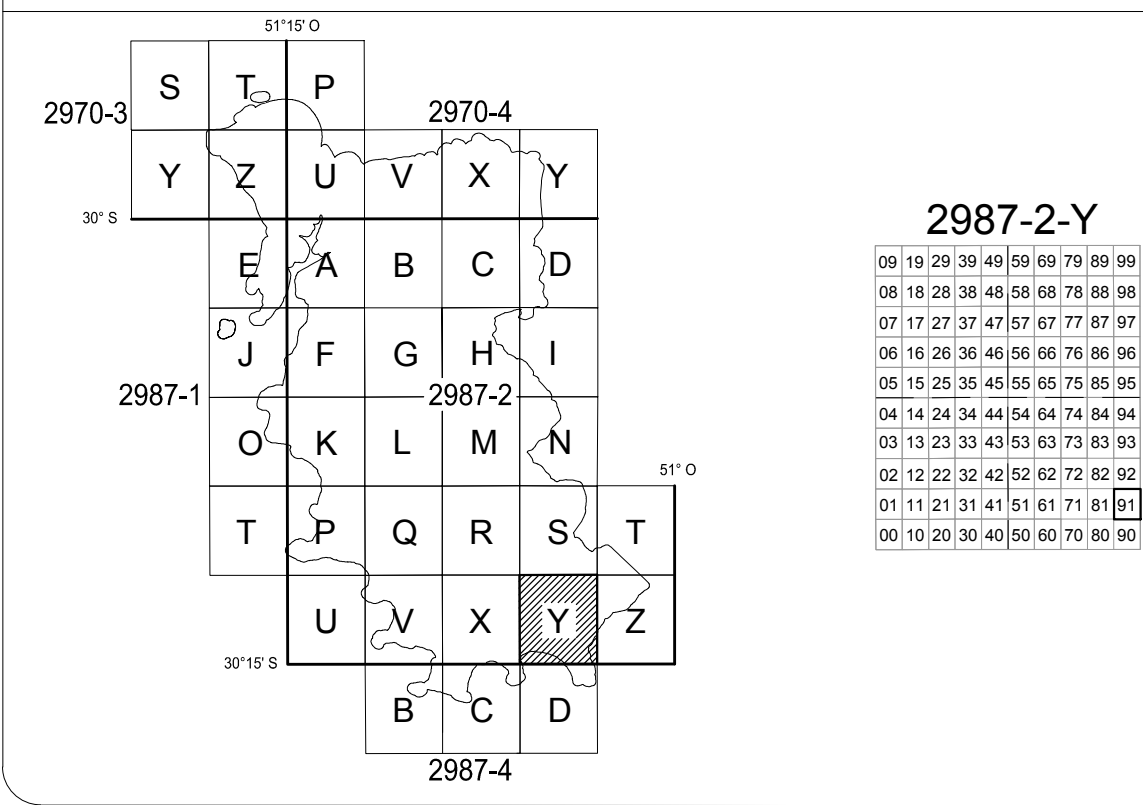 51°15' O
S T P
2970-3 2970-4
Y Z U V X Y
30° S
E A B C D
J F G H I
2987-1 2987-2
O K L M N
51° O
T P Q R S T
U V X Y Z
30°15' S
B C D
2987-4
2987-2-Y
09 19 29 39 49 59 69 79 89 99
08 18 28 38 48 58 68 78 88 98
07 17 27 37 47 57 67 77 87 97
06 16 26 36 46 56 66 76 86 96
05 15 25 35 45 55 65 75 85 95
04 14 24 34 44 54 64 74 84 94
03 13 23 33 43 53 63 73 83 93
02 12 22 32 42 52 62 72 82 92
01 11 21 31 41 51 61 71 81 91
00 10 20 30 40 50 60 70 80 90